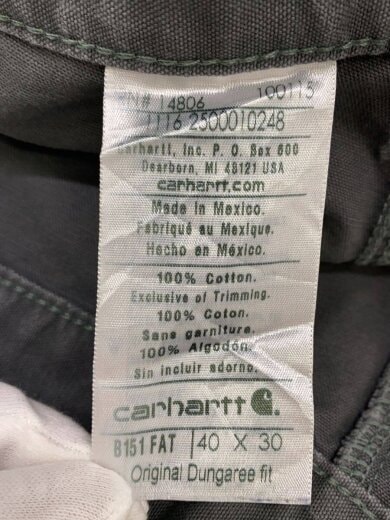 RN# 14806 100115
1116 2500010248
Carhartt, Inc. P. O. Box 600
Dearborn, MI 48121 USA
carhartt.com
Made in Mexico.
Fabriqué au Mexique.
Hecho en México.
100% Cotton.
Exclusive of Trimming.
100% Coton.
Sans garniture.
100% Algodón.
Sin incluir adorno.
carhartt
B151 FAT 40 X 30
Original Dungaree fit